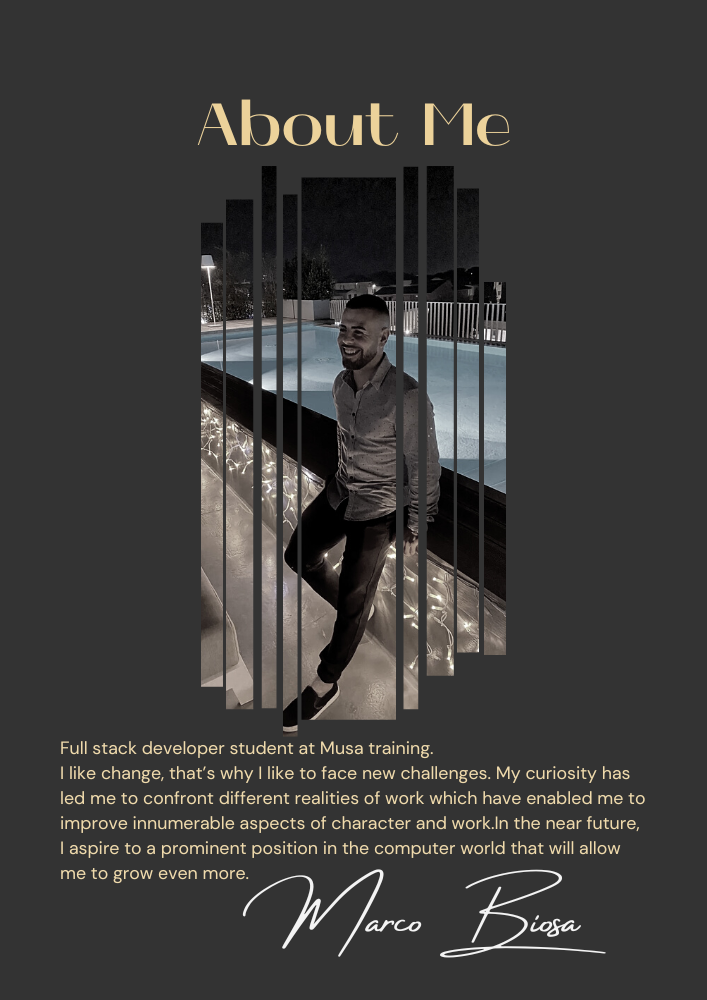 About Me
Full stack developer student at Musa training.
I like change, that’s why I like to face new challenges. My curiosity has
led me to confront different realities of work which have enabled me to
improve innumerable aspects of character and work.In the near future,
I aspire to a prominent position in the computer world that will allow
me to grow even more.
Marco Biosa